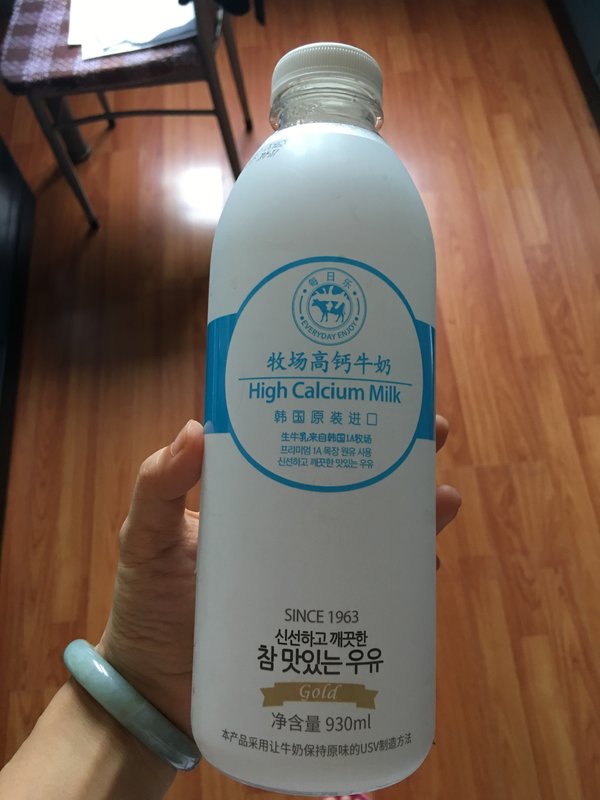 每日乐
EVERYDAY ENJOY
牧场高钙牛奶
High Calcium Milk
韩国原装进口
生牛乳来自韩国1A牧场
프리미엄 1A 목장 원유 사용
신선하고 깨끗한 맛있는 우유
SINCE 1963
신선하고 깨끗한
참 맛있는 우유
Gold
净含量 930ml
本产品采用让牛奶保持原味的USV制造方法